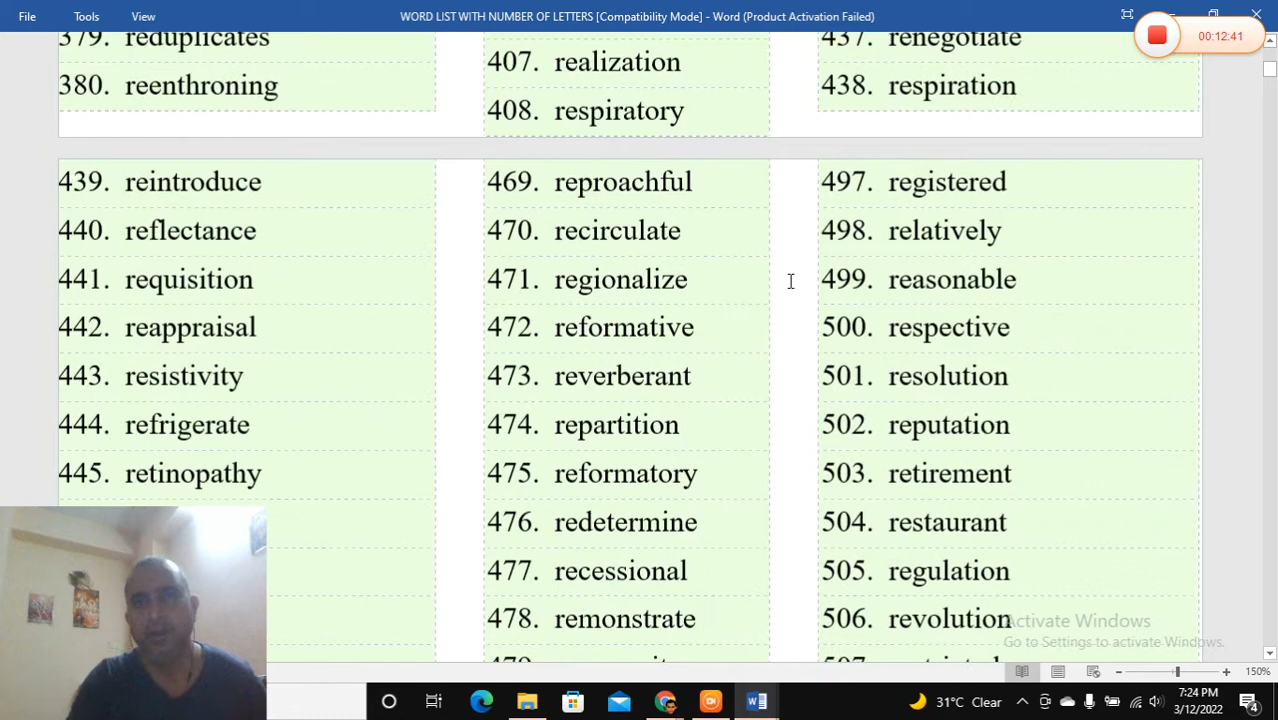 File Tools View WORD LIST WITH NUMBER OF LETTERS [Compatibility Mode] - Word (Product Activation Failed)
00:12:41
379. reduplicates
380. reenthroning
407. realization
408. respiratory
437. renegotiate
438. respiration
439. reintroduce
440. reflectance
441. requisition
442. reappraisal
443. resistivity
444. refrigerate
445. retinopathy
469. reproachful
470. recirculate
471. regionalize
472. reformative
473. reverberant
474. repartition
475. reformatory
476. redetermine
477. recessional
478. remonstrate
497. registered
498. relatively
499. reasonable
500. respective
501. resolution
502. reputation
503. retirement
504. restaurant
505. regulation
506. revolution
Activate Windows
Go to Settings to activate Windows.
150%
31°C Clear
7:24 PM
3/12/2022
4